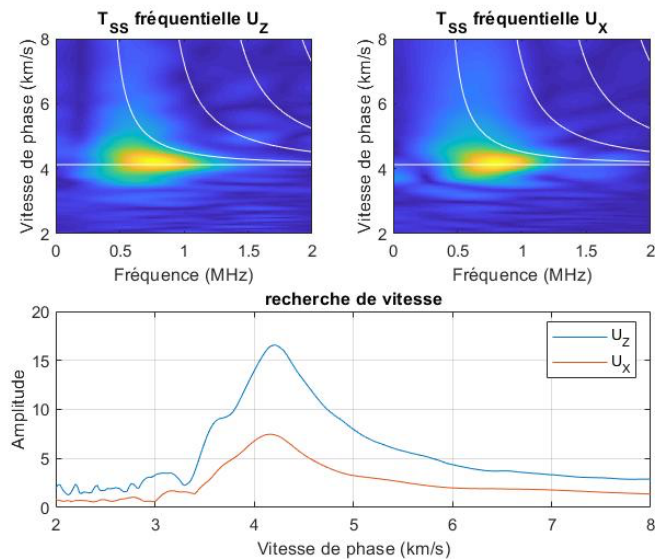 T_SS fréquentielle U_Z
T_SS fréquentielle U_X
Vitesse de phase (km/s)
8
6
4
2
0
0.5
1
1.5
2
Fréquence (MHz)
Vitesse de phase (km/s)
8
6
4
2
0
0.5
1
1.5
2
Fréquence (MHz)
recherche de vitesse
Amplitude
20
15
10
5
0
2
3
4
5
6
7
8
Vitesse de phase (km/s)
U_Z
U_X